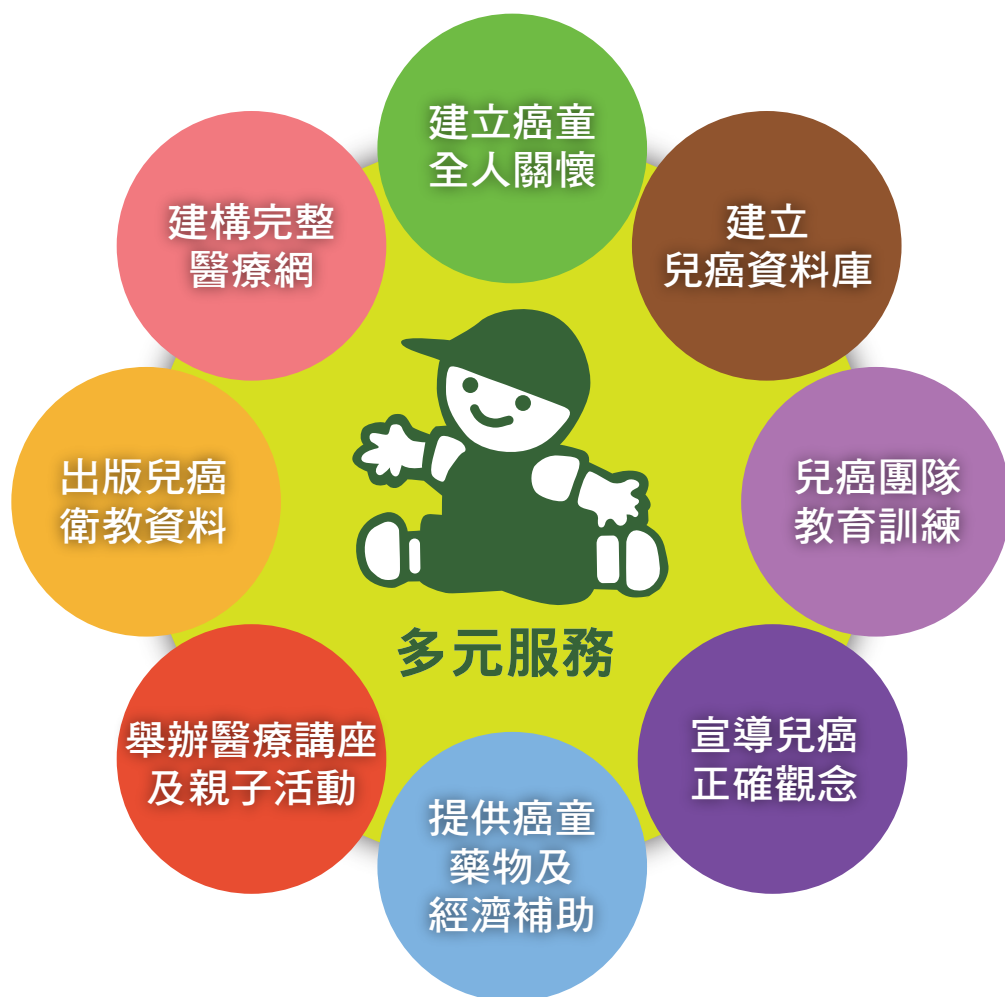 建立癌童
全人關懷
建立
兒癌資料庫
兒癌團隊
教育訓練
宣導兒癌
正確觀念
提供癌童
藥物及
經濟補助
舉辦醫療講座
及親子活動
出版兒癌
衛教資料
建構完整
醫療網
多元服務